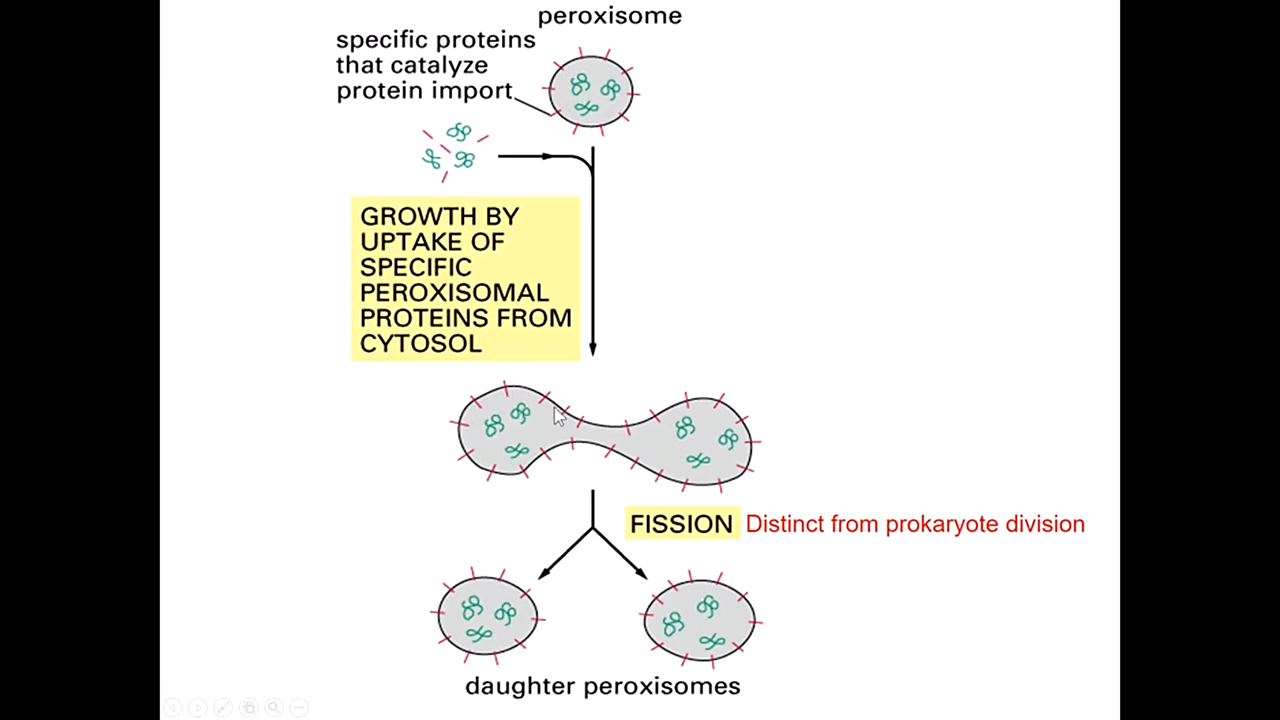 peroxisome
specific proteins
that catalyze
protein import
GROWTH BY
UPTAKE OF
SPECIFIC
PEROXISOMAL
PROTEINS FROM
CYTOSOL
FISSION Distinct from prokaryote division
daughter peroxisomes